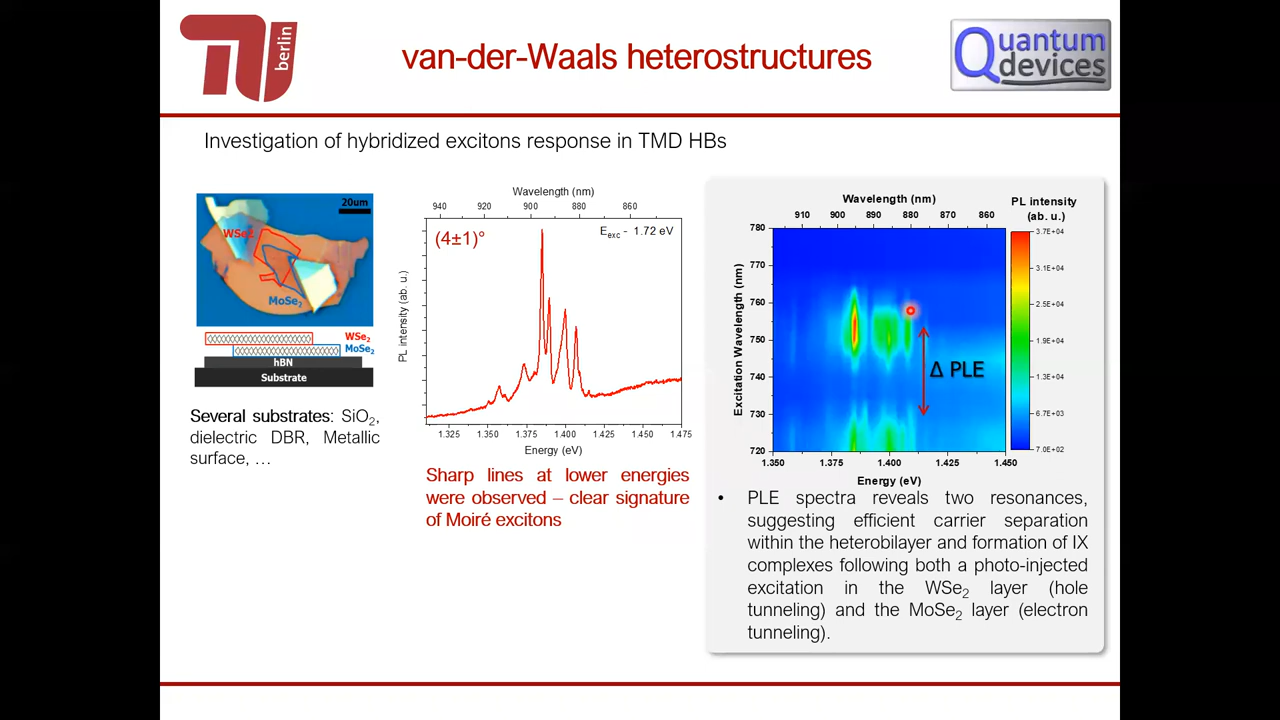 berlin
van-der-Waals heterostructures
Quantum
devices
Investigation of hybridized excitons response in TMD HBs
20um
WSe2
MoSe2
WSe2
MoSe2
hBN
Substrate
Several substrates: SiO2,
dielectric DBR, Metallic
surface, …
Wavelength (nm)
940 920 900 880 860
(4±1)°
Eexc - 1.72 eV
PL intensity (ab. u.)
1.325 1.350 1.375 1.400 1.425 1.450 1.475
Energy (eV)
Sharp lines at lower energies
were observed – clear signature
of Moiré excitons
Wavelength (nm)
910 900 890 880 870 860
PL intensity
(ab. u.)
780
770
760
750
740
730
720
Excitation Wavelength (nm)
Δ PLE
3.7E+04
3.1E+04
2.5E+04
1.9E+04
1.3E+04
6.7E+03
7.0E+02
1.350 1.375 1.400 1.425 1.450
Energy (eV)
• PLE spectra reveals two resonances,
suggesting efficient carrier separation
within the heterobilayer and formation of IX
complexes following both a photo-injected
excitation in the WSe2 layer (hole
tunneling) and the MoSe2 layer (electron
tunneling).